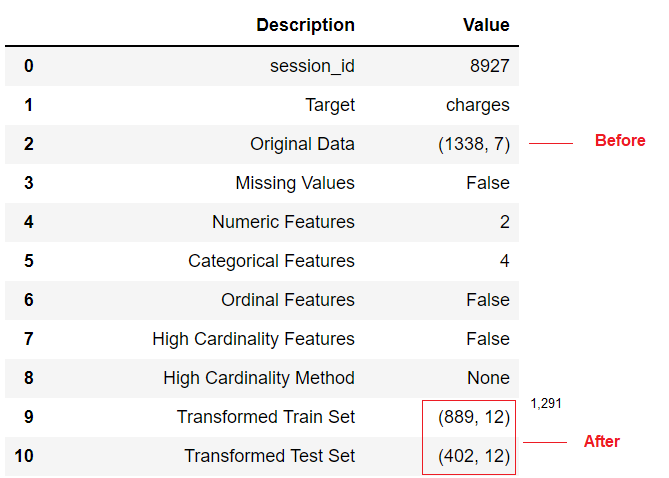 Description Value
0 session_id 8927
1 Target charges
2 Original Data (1338, 7) Before
3 Missing Values False
4 Numeric Features 2
5 Categorical Features 4
6 Ordinal Features False
7 High Cardinality Features False
8 High Cardinality Method None
9 Transformed Train Set (889, 12) 1,291
After
10 Transformed Test Set (402, 12)